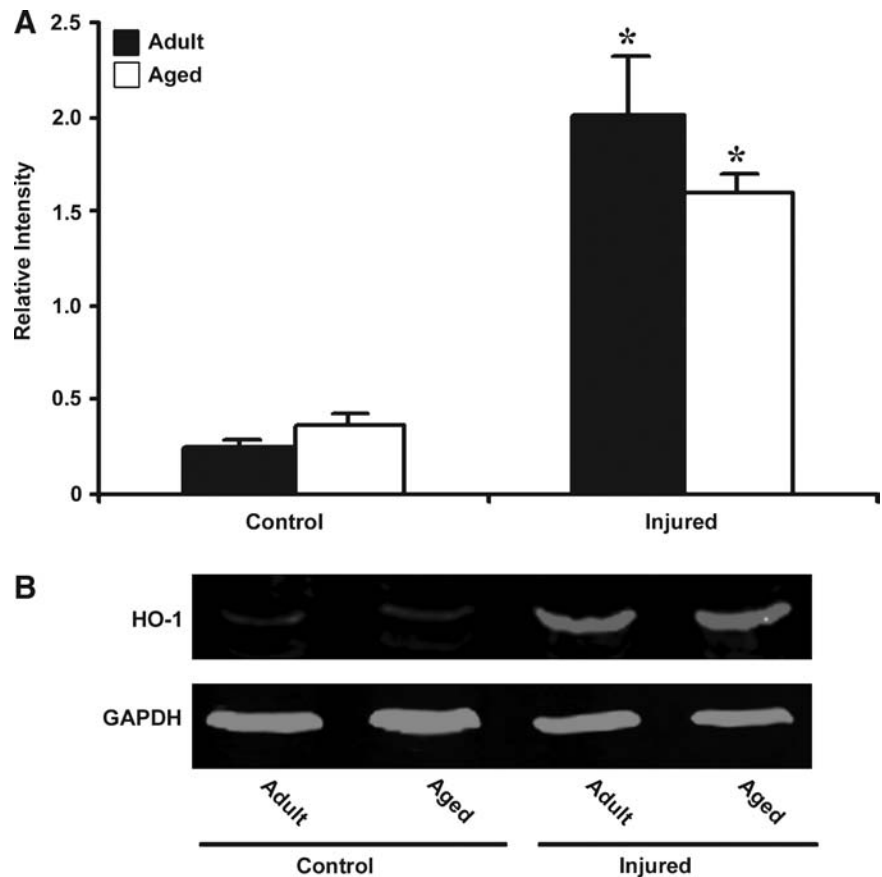 A
Adult
Aged
2.5
2.0
1.5
1.0
0.5
0
Relative Intensity
*
*
Control
Injured
B
HO-1
GAPDH
Adult
Aged
Adult
Aged
Control
Injured